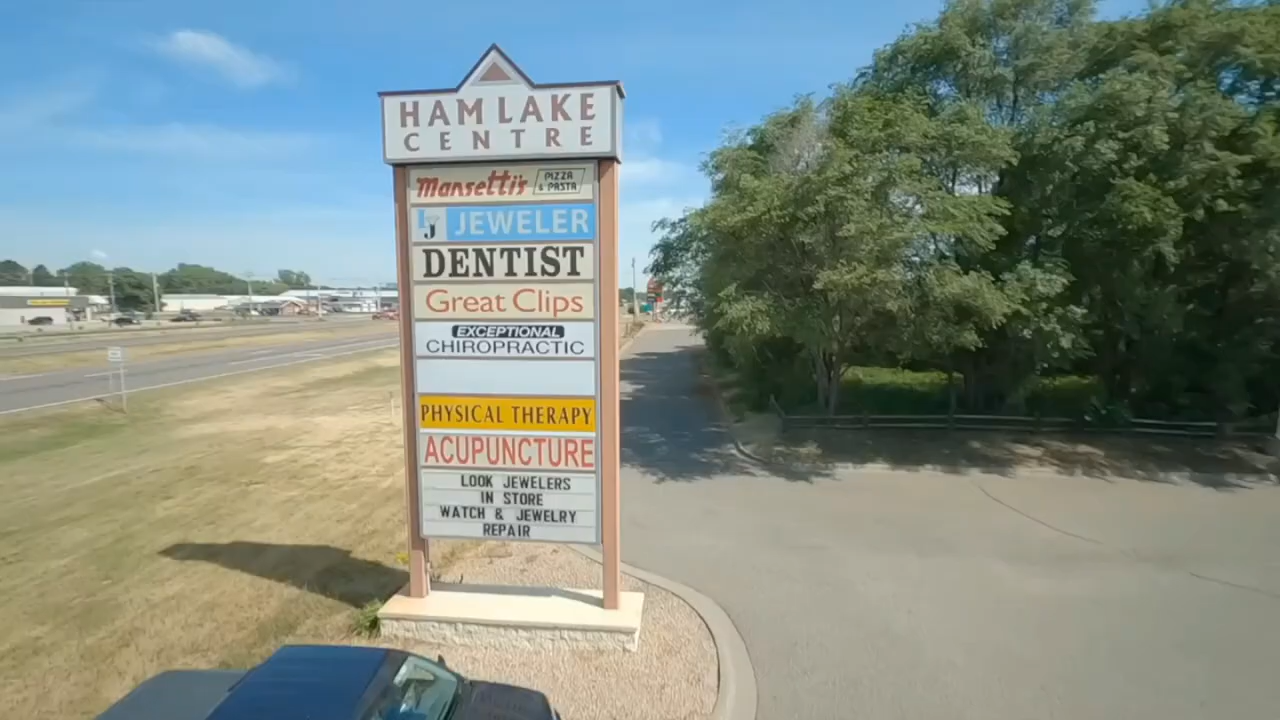 HAM LAKE
CENTRE
Mansetti's PIZZA & PASTA
LJ JEWELER
DENTIST
Great Clips
EXCEPTIONAL
CHIROPRACTIC
PHYSICAL THERAPY
ACUPUNCTURE
LOOK JEWELERS
IN STORE
WATCH & JEWELRY
REPAIR